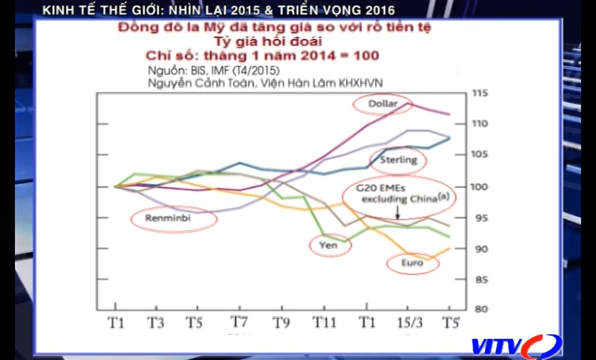 KINH TẾ THẾ GIỚI: NHÌN LẠI 2015 & TRIỂN VỌNG 2016
Đồng đô la Mỹ đã tăng giá so với rổ tiền tệ
Tỷ giá hối đoái
Chỉ số: tháng 1 năm 2014 = 100
Nguồn: BIS, IMF (T4/2015)
Nguyễn Cảnh Toàn, Viện Hàn Lâm KHXHVN
115
110
105
100
95
90
85
80
Dollar
Sterling
G20 EMEs
excluding China(a)
Renminbi
Yen
Euro
T1 T3 T5 T7 T9 T11 T1 15/3 T5
VITV